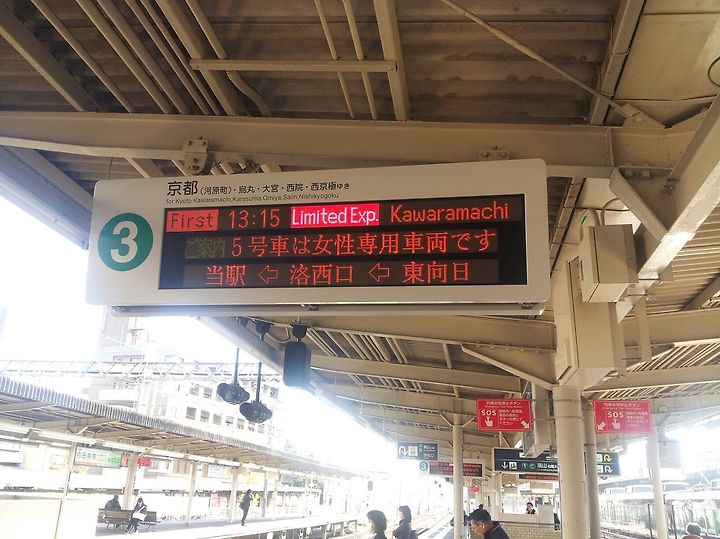 京都(河原町)・烏丸・大宮・西院・西京極ゆき
for Kyoto Kawaramachi,Karasuma,Omiya,Saiin,Nishikyogoku
3
First 13:15 Limited Exp. Kawaramachi
ご案内 5号車は女性専用車両です
当駅 ⇦ 洛西口 ⇦ 東向日
SOS
SOS
3